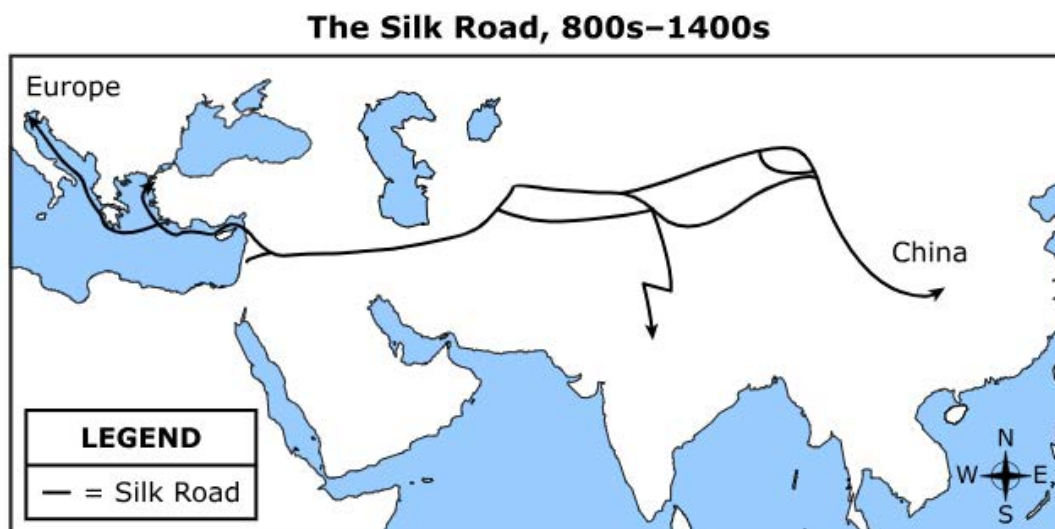 The Silk Road, 800s–1400s
Europe
China
LEGEND
— = Silk Road
N
W E
S